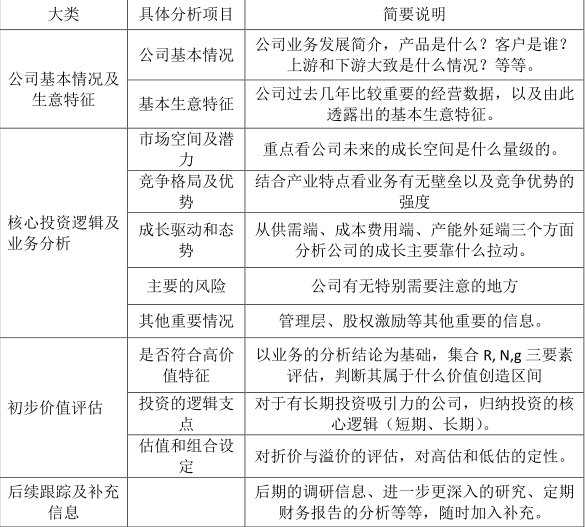 大类 具体分析项目 简要说明
公司基本情况及
生意特征
公司基本情况
公司业务发展简介，产品是什么？客户是谁？
上游和下游大致是什么情况？等等。
基本生意特征
公司过去几年比较重要的经营数据，以及由此
透露出的基本生意特征。
核心投资逻辑及
业务分析
市场空间及潜
力
重点看公司未来的成长空间是什么量级的。
竞争格局及优
势
结合产业特点看业务有无壁垒以及竞争优势的
强度
成长驱动和态
势
从供需端、成本费用端、产能外延端三个方面
分析公司的成长主要靠什么拉动。
主要的风险
公司有无特别需要注意的地方
其他重要情况
管理层、股权激励等其他重要的信息。
初步价值评估
是否符合高价
值特征
以业务的分析结论为基础，集合 R, N,g 三要素
评估，判断其属于什么价值创造区间
投资的逻辑支
点
对于有长期投资吸引力的公司，归纳投资的核
心逻辑（短期、长期）。
估值和组合设
定
对折价与溢价的评估，对高估和低估的定性。
后续跟踪及补充
信息
后期的调研信息、进一步更深入的研究、定期
财务报告的分析等等，随时加入补充。